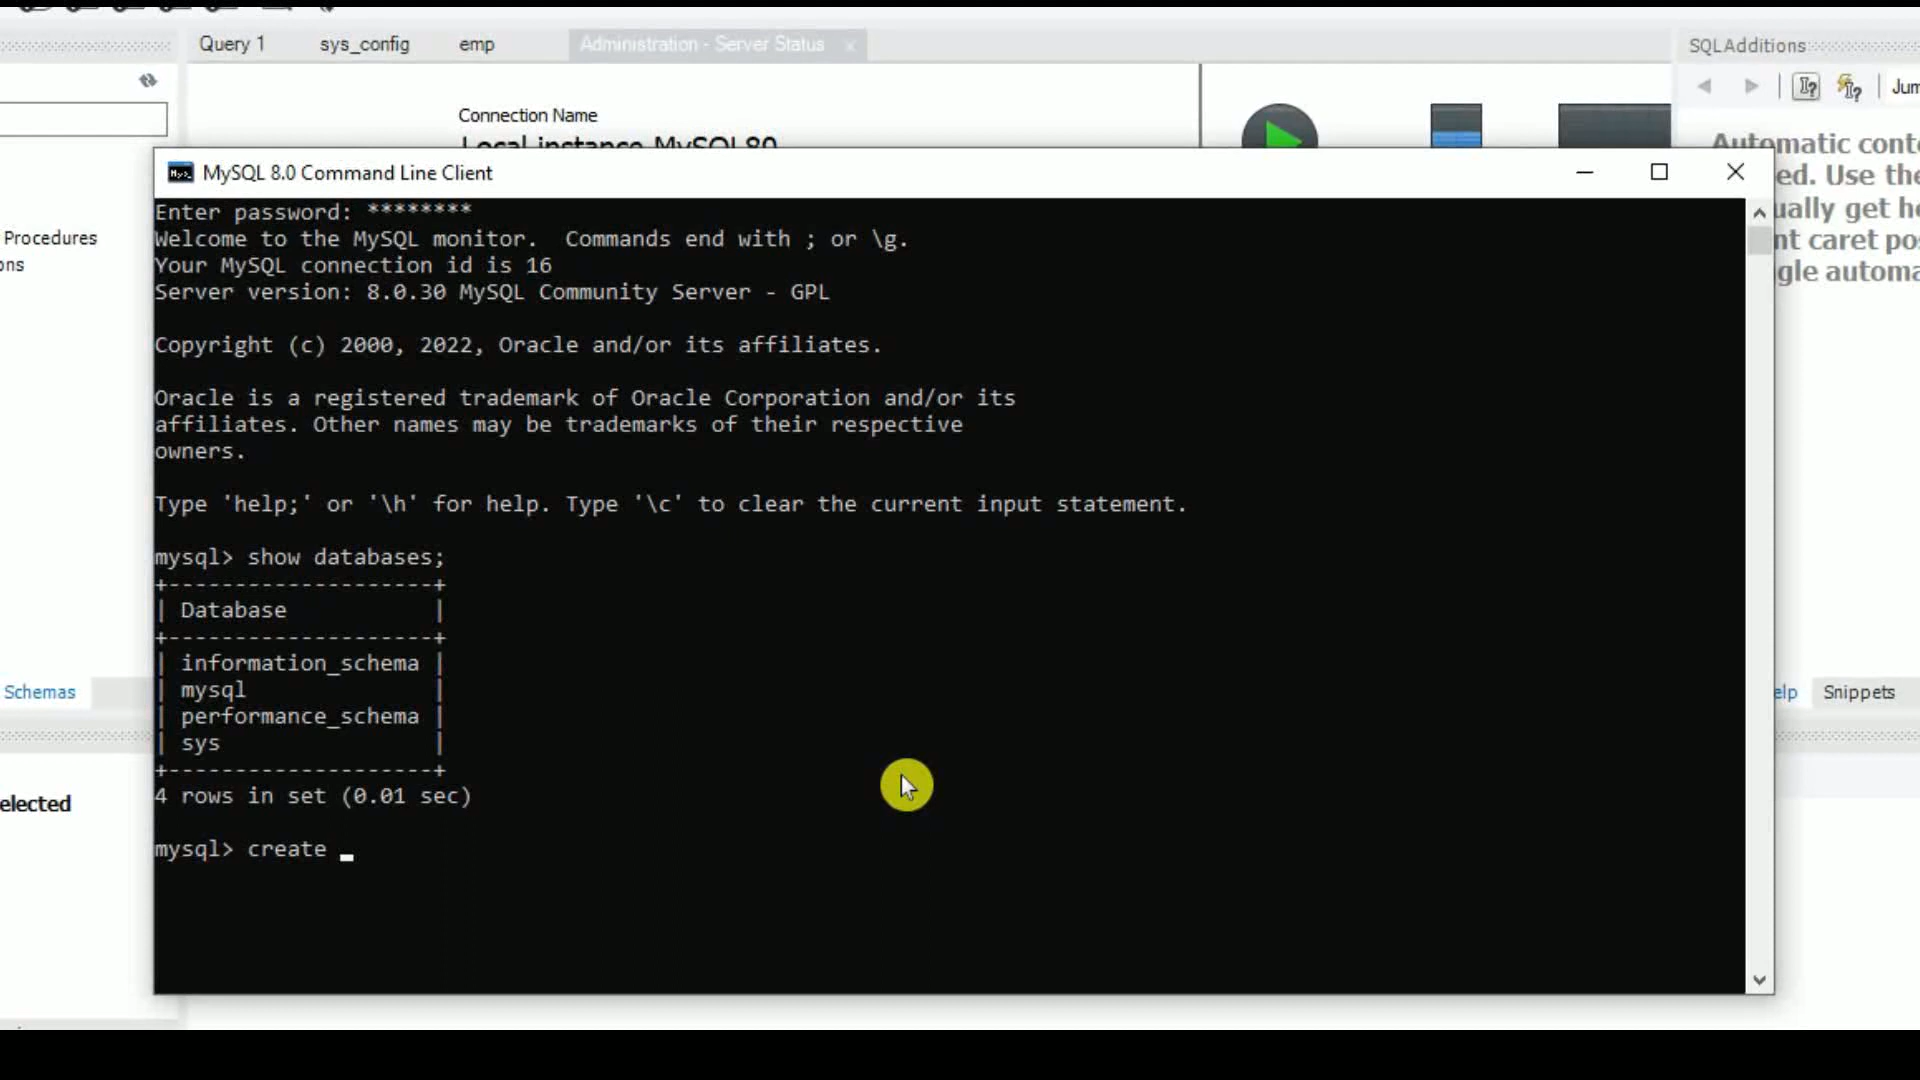 Query 1
sys_config
emp
Administration - Server Status
SQLAdditions
Connection Name
Local instance MySQL80
MySQL 8.0 Command Line Client
Enter password: ********
Welcome to the MySQL monitor.  Commands end with ; or \g.
Your MySQL connection id is 16
Server version: 8.0.30 MySQL Community Server - GPL
Copyright (c) 2000, 2022, Oracle and/or its affiliates.
Oracle is a registered trademark of Oracle Corporation and/or its
affiliates. Other names may be trademarks of their respective
owners.
Type 'help;' or '\h' for help. Type '\c' to clear the current input statement.
mysql> show databases;
+--------------------+
| Database           |
+--------------------+
| information_schema |
| mysql              |
| performance_schema |
| sys                |
+--------------------+
4 rows in set (0.01 sec)
mysql> create _
Procedures
ons
Schemas
elected
Jum
Automatic conte
ed. Use the
ually get he
nt caret pos
gle automa
elp
Snippets